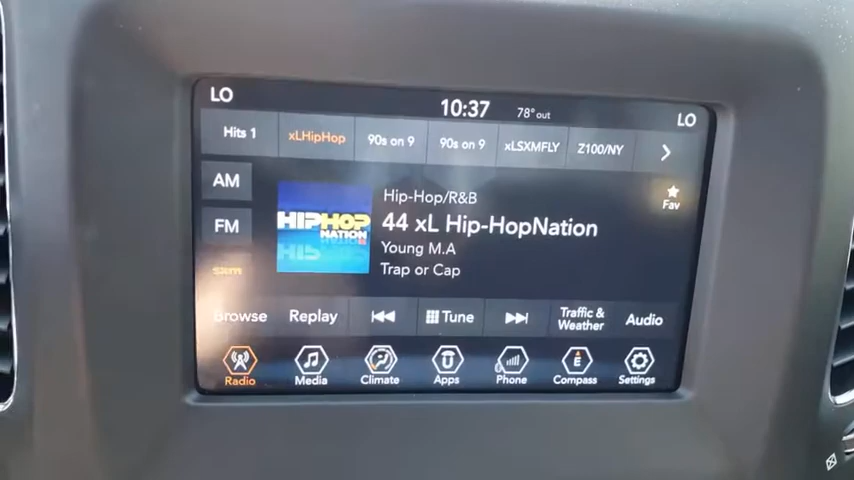 LO
10:37
78° out
LO
Hits 1
xLHipHop
90s on 9
90s on 9
xLSXMFLY
Z100/NY
AM
FM
sxm
HIPHOP
NATION
Hip-Hop/R&B
44 xL Hip-HopNation
Young M.A
Trap or Cap
Fav
Browse
Replay
Tune
Traffic &
Weather
Audio
Radio
Media
Climate
Apps
Phone
E
Compass
Settings